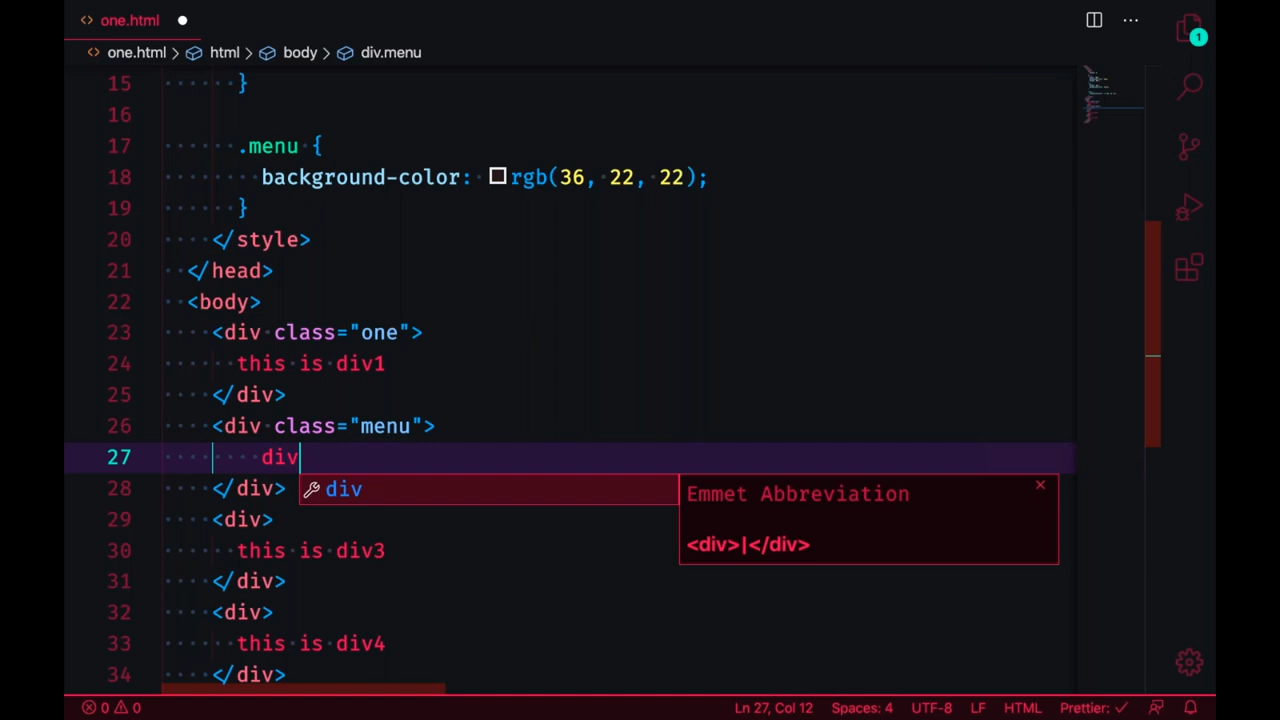 one.html
one.html > html > body > div.menu
1
15 }
16
17 .menu {
18 background-color: rgb(36, 22, 22);
19 }
20 </style>
21 </head>
22 <body>
23 <div class="one">
24 this is div1
25 </div>
26 <div class="menu">
27 div
28 </div>
div
Emmet Abbreviation
<div>|</div>
29 <div>
30 this is div3
31 </div>
32 <div>
33 this is div4
34 </div>
0 0
Ln 27, Col 12 Spaces: 4 UTF-8 LF HTML Prettier: ✓